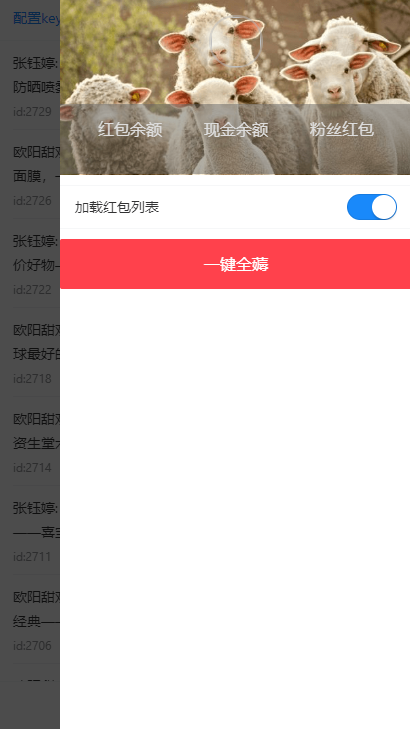 配置key
红包余额
现金余额
粉丝红包
加载红包列表
一键全薅
张钰婷:
防晒喷雾
id:2729
欧阳甜
面膜，
id:2726
张钰婷:
价好物
id:2722
欧阳甜
球最好的
id:2718
欧阳甜
资生堂
id:2714
张钰婷:
——喜
id:2711
欧阳甜
经典——
id:2706